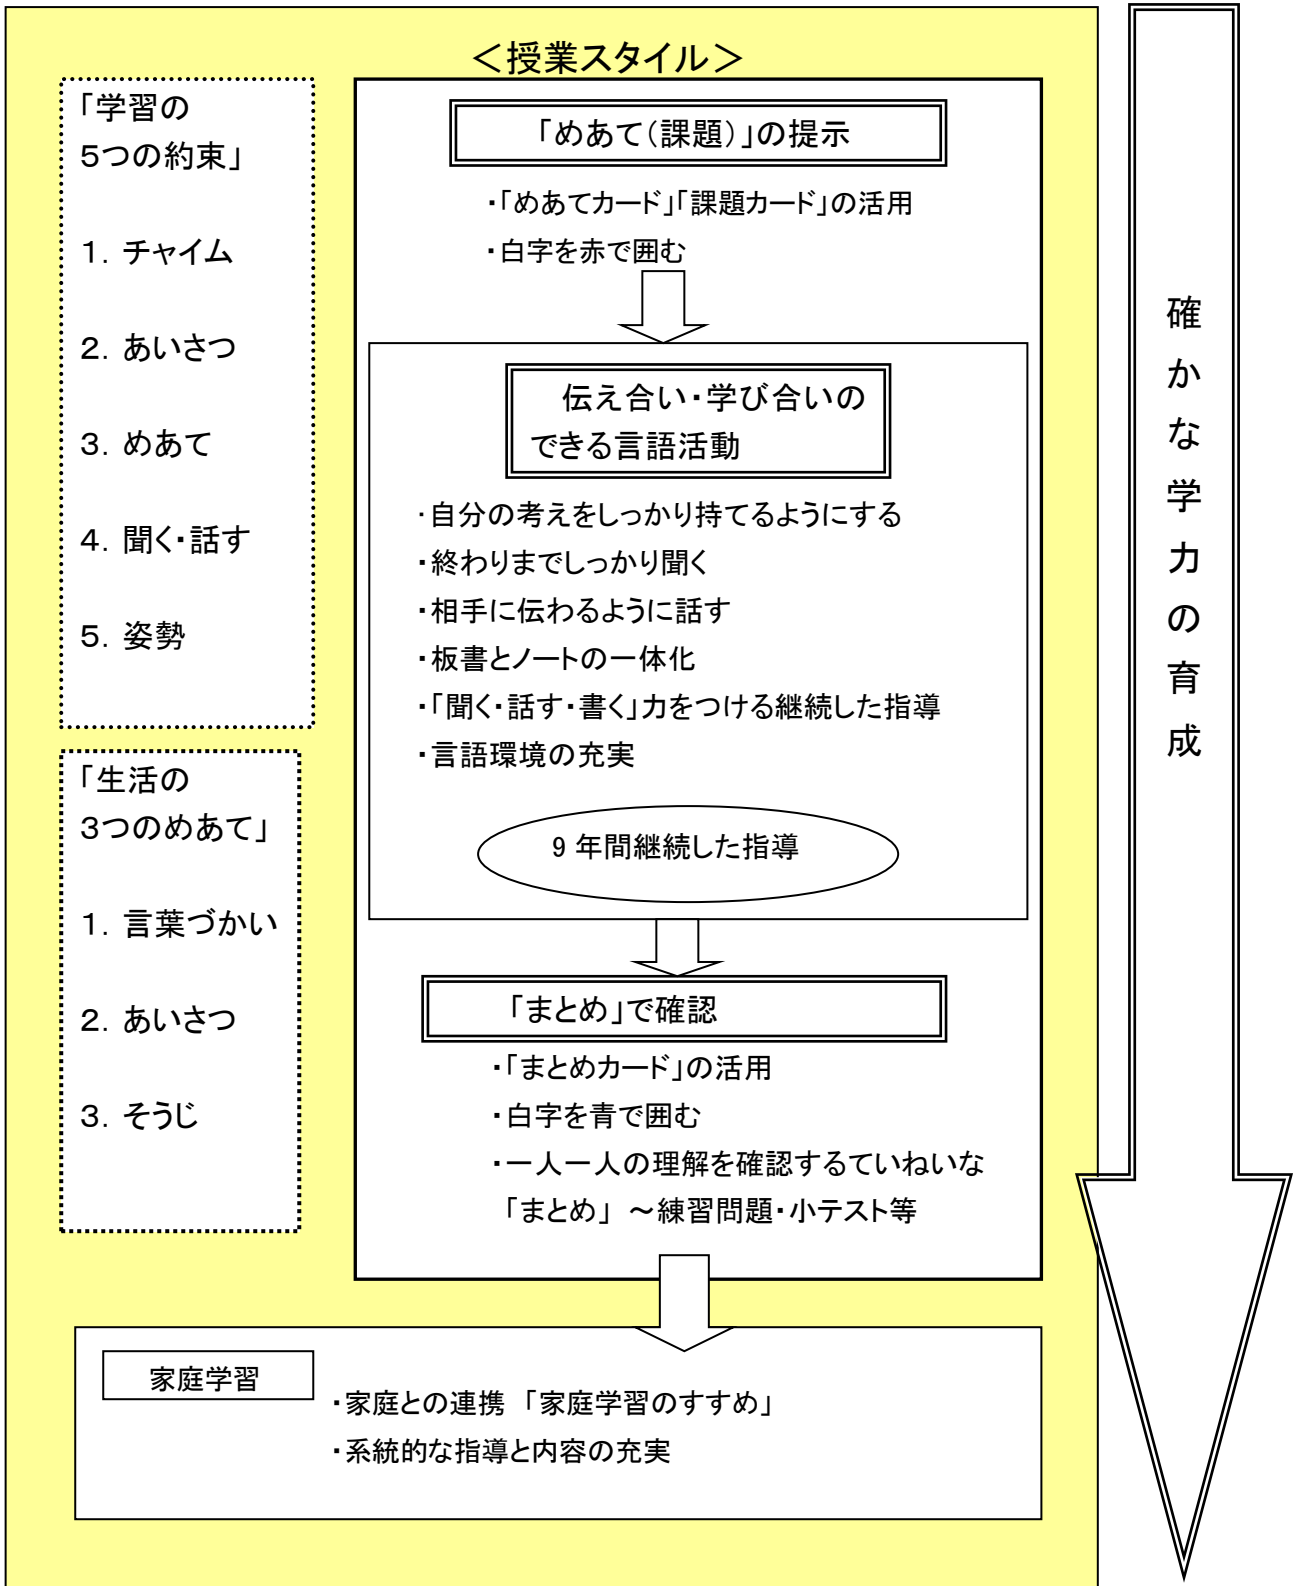 ＜授業スタイル＞
「学習の
5つの約束」
1．チャイム
2．あいさつ
3．めあて
4．聞く・話す
5．姿勢
「生活の
3つのめあて」
1．言葉づかい
2．あいさつ
3．そうじ
「めあて（課題）」の提示
・「めあてカード」「課題カード」の活用
・白字を赤で囲む
伝え合い・学び合いの
できる言語活動
・自分の考えをしっかり持てるようにする
・終わりまでしっかり聞く
・相手に伝わるように話す
・板書とノートの一体化
・「聞く・話す・書く」力をつける継続した指導
・言語環境の充実
9 年間継続した指導
「まとめ」で確認
・「まとめカード」の活用
・白字を青で囲む
・一人一人の理解を確認するていねいな
「まとめ」 ～練習問題・小テスト等
家庭学習
・家庭との連携 「家庭学習のすすめ」
・系統的な指導と内容の充実
確かな学力の育成